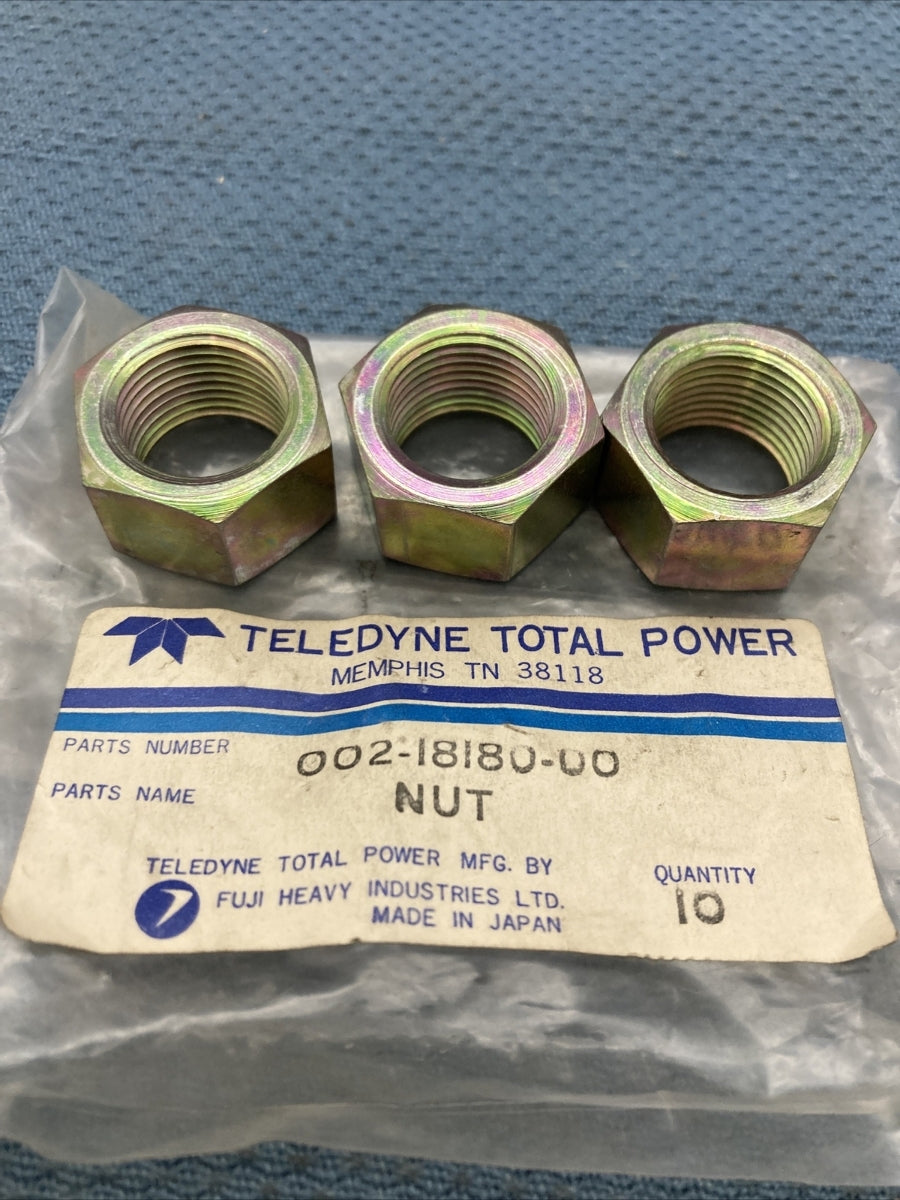 TELEDYNE TOTAL POWER
MEMPHIS TN 38118
PARTS NUMBER 002-18180-00
PARTS NAME NUT
TELEDYNE TOTAL POWER MFG. BY
FUJI HEAVY INDUSTRIES LTD.
MADE IN JAPAN
QUANTITY
10